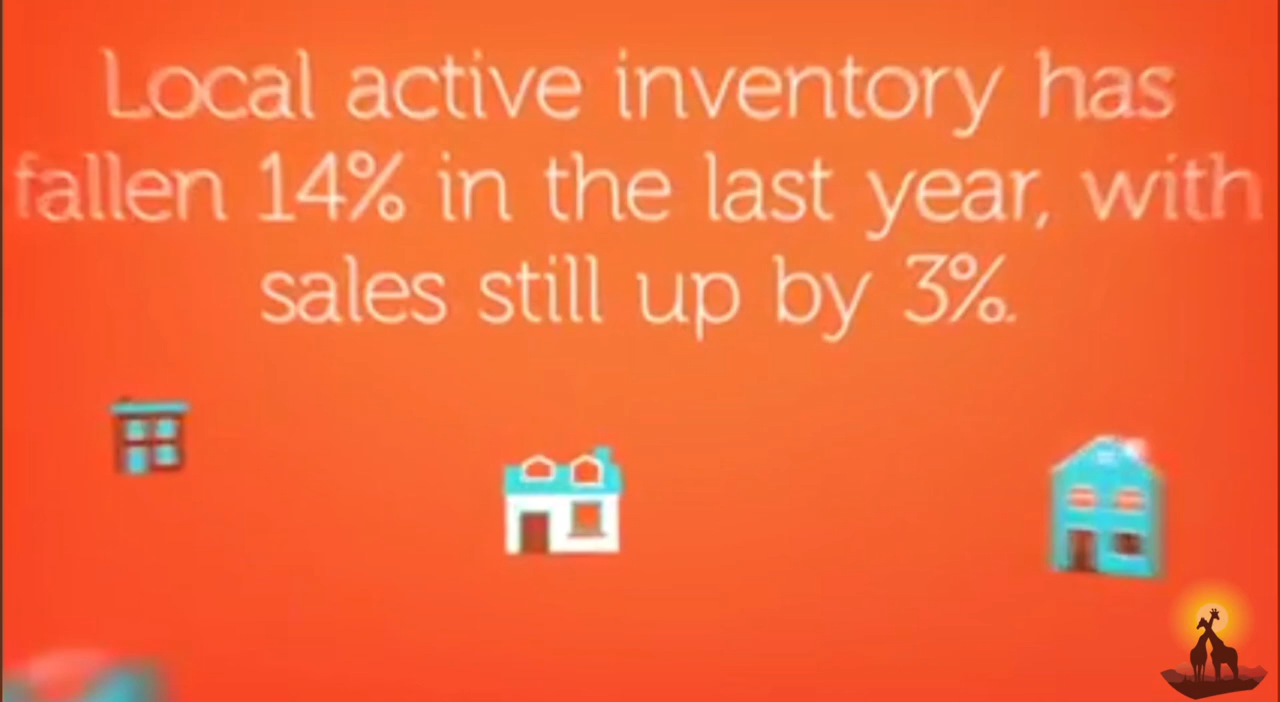 Local active inventory has
fallen 14% in the last year, with
sales still up by 3%.